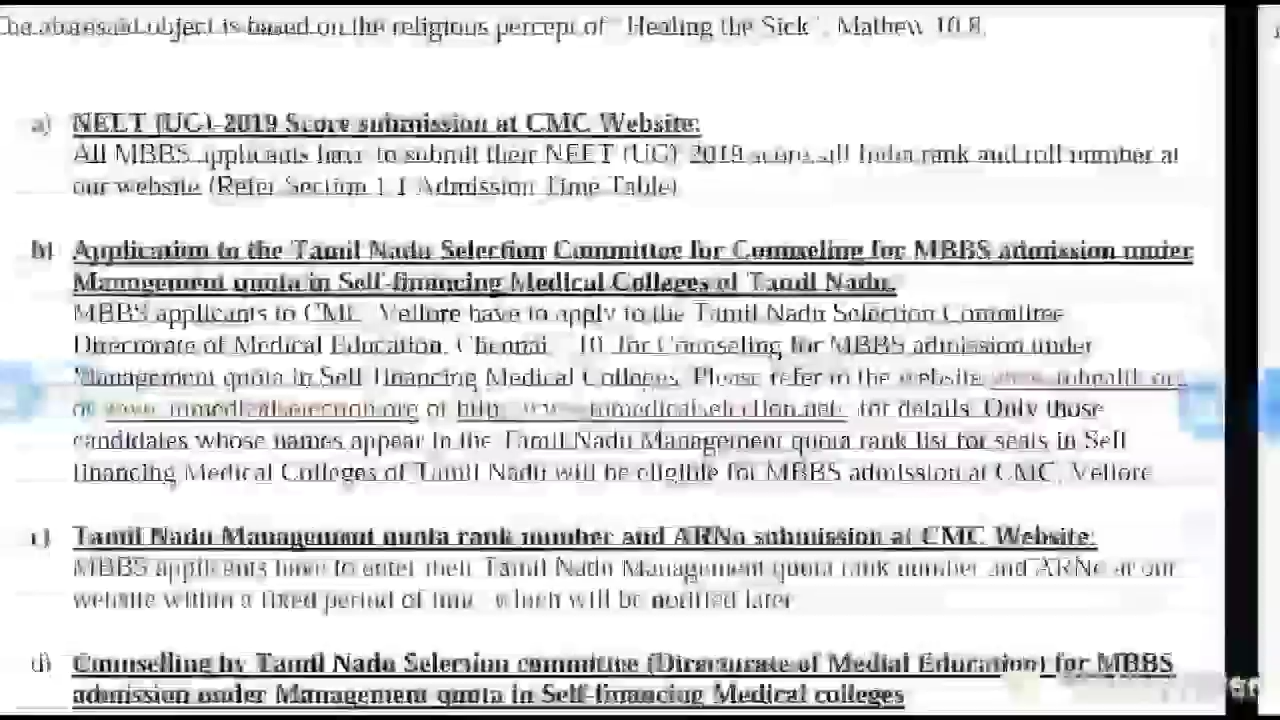 The aforesaid object is based on the religious percept of "Healing the Sick". Mathew 10.8.
a) NEET (UG)-2019 Score submission at CMC Website:
All MBBS applicants have to submit their NEET (UG) 2019 score, all India rank and roll number at
our website (Refer Section 1.1 Admission Time Table)
b) Application to the Tamil Nadu Selection Committee for Counseling for MBBS admission under
Management quota in Self-financing Medical Colleges of Tamil Nadu.
MBBS applicants to CMC, Vellore have to apply to the Tamil Nadu Selection Committee
Directorate of Medical Education, Chennai - 10, for Counseling for MBBS admission under
Management quota in Self Financing Medical Colleges. Please refer to the website
or www.tnmedicalselection.org or for details. Only those
candidates whose names appear in the Tamil Nadu Management quota rank list for seats in Self
financing Medical Colleges of Tamil Nadu will be eligible for MBBS admission at CMC, Vellore
c) Tamil Nadu Management quota rank number and ARNo submission at CMC Website:
MBBS applicants have to enter their Tamil Nadu Management quota rank number and ARNo at our
website within a fixed period of time, which will be notified later
d) Counselling by Tamil Nadu Selection committee (Directorate of Medial Education) for MBBS
admission under Management quota in Self-financing Medical colleges